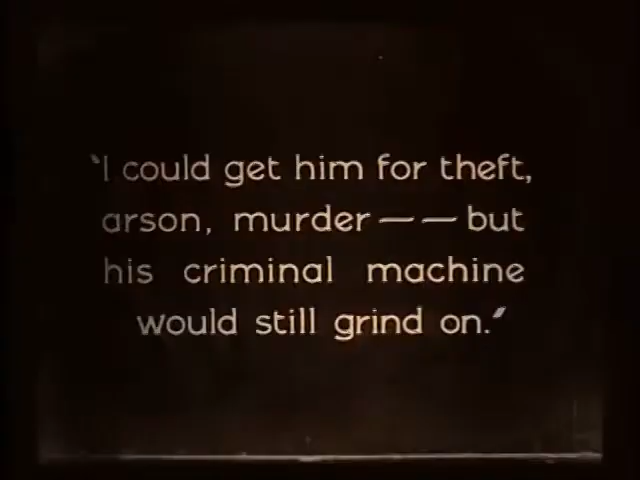 "I could get him for theft,
arson, murder — — but
his criminal machine
would still grind on."